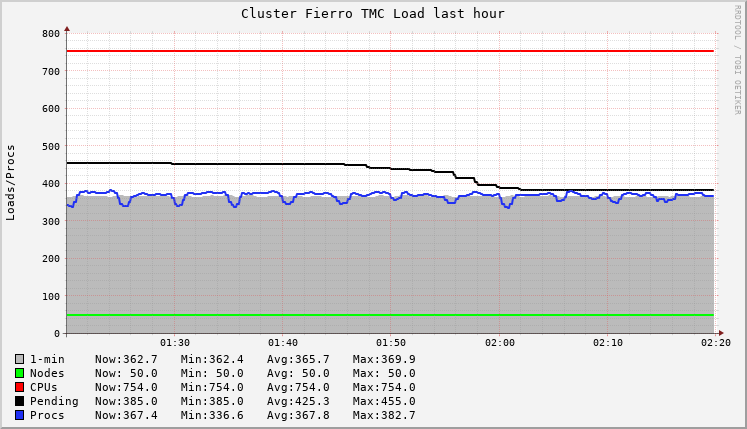 Cluster Fierro TMC Load last hour
RRDTOOL / TOBI OETIKER
Loads/Procs
800
700
600
500
400
300
200
100
0
01:30 01:40 01:50 02:00 02:10 02:20
1-min Now:362.7 Min:362.4 Avg:365.7 Max:369.9
Nodes Now: 50.0 Min: 50.0 Avg: 50.0 Max: 50.0
CPUs Now:754.0 Min:754.0 Avg:754.0 Max:754.0
Pending Now:385.0 Min:385.0 Avg:425.3 Max:455.0
Procs Now:367.4 Min:336.6 Avg:367.8 Max:382.7